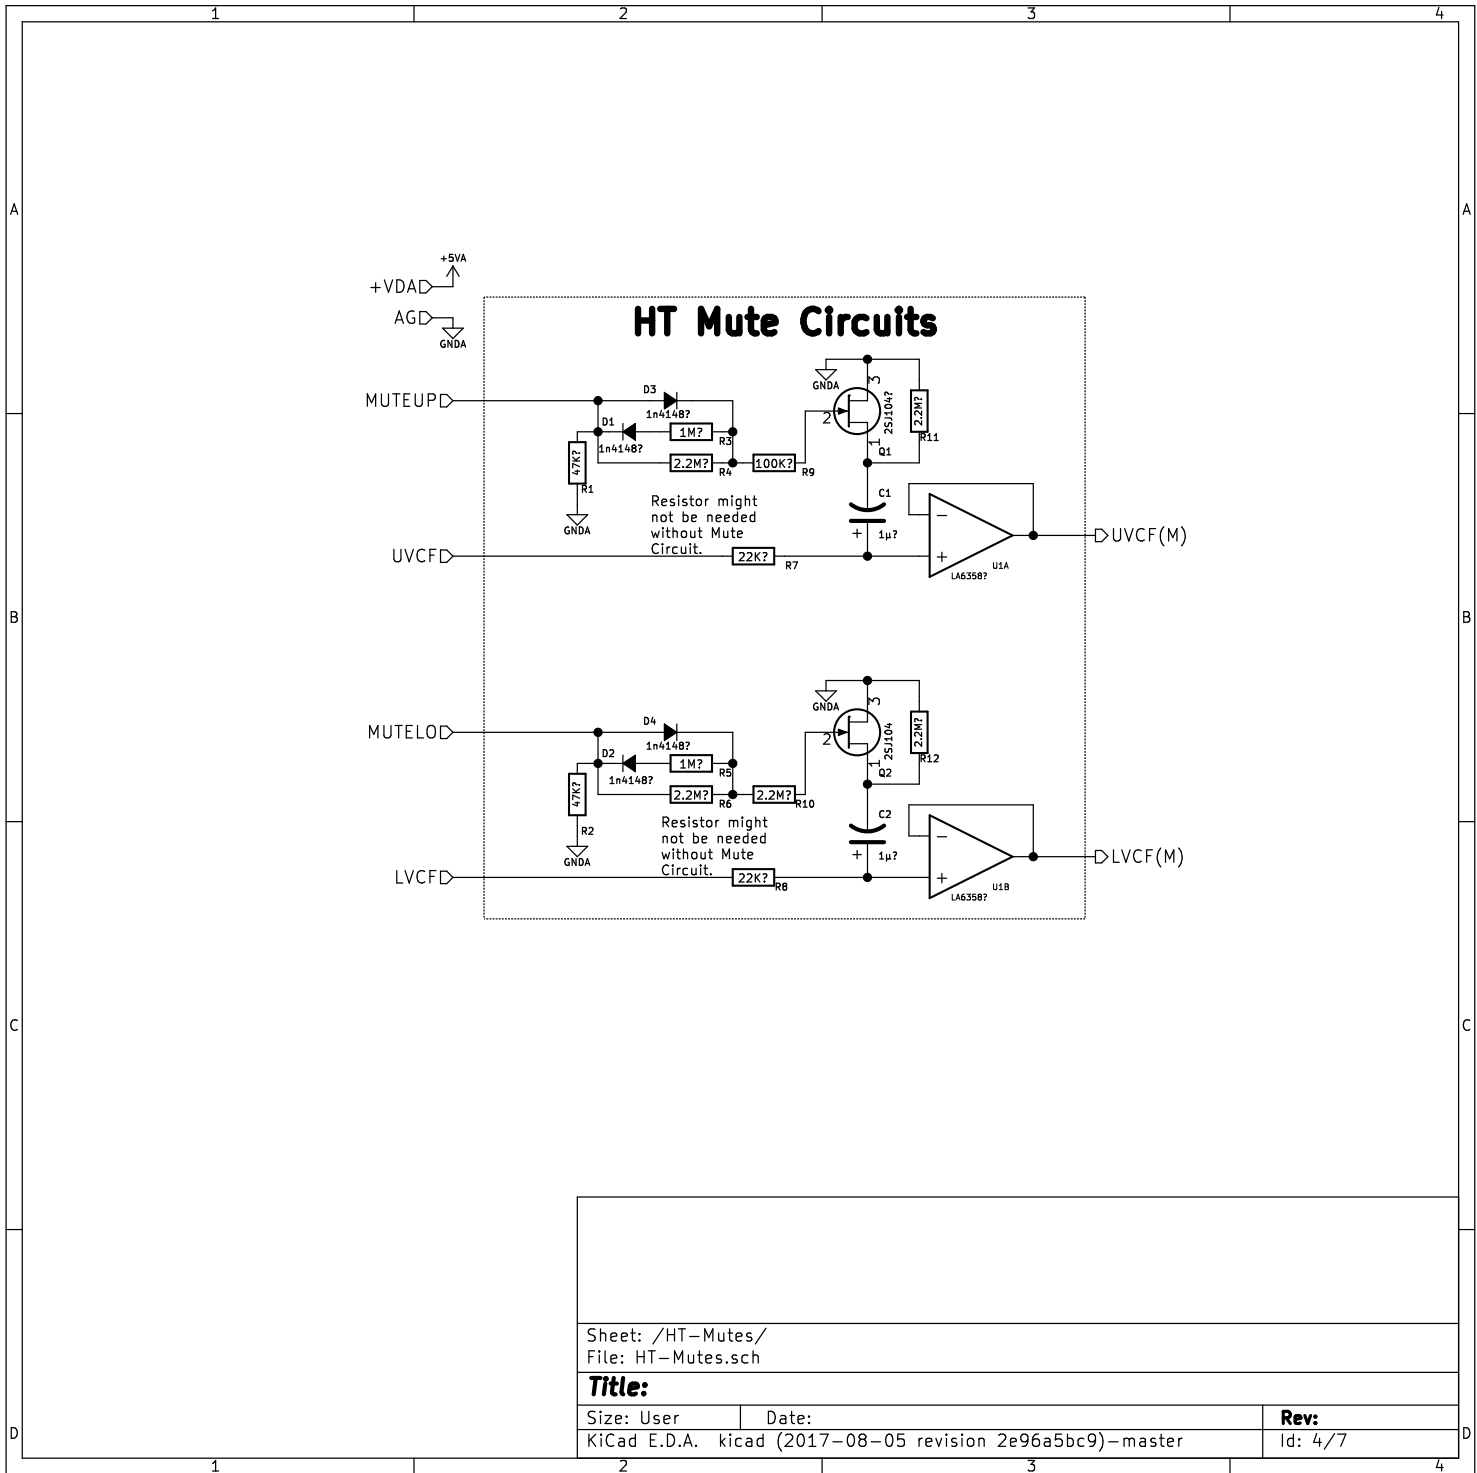 1 2 3 4
A A
+5VA
+VDA
AG
GNDA
HT Mute Circuits
MUTEUP
D3
1n4148?
D1
1n4148?
1M?
R3
47K?
R1
GNDA
2.2M?
R4
100K?
R9
GNDA
3
2
1
2SJ104?
Q1
2.2M?
R11
Resistor might
not be needed
without Mute
Circuit.
C1
+ 1µ?
UVCF
22K?
R7
−
+
U1A
LA6358?
UVCF(M)
B B
MUTELO
D4
1n4148?
D2
1n4148?
1M?
R5
47K?
R2
GNDA
2.2M?
R6
2.2M?
R10
GNDA
3
2
1
2SJ104
Q2
2.2M?
R12
Resistor might
not be needed
without Mute
Circuit.
C2
+ 1µ?
LVCF
22K?
R8
−
+
U1B
LA6358?
LVCF(M)
C C
Sheet: /HT−Mutes/
File: HT−Mutes.sch
Title:
Size: User Date: Rev:
KiCad E.D.A. kicad (2017−08−05 revision 2e96a5bc9)−master Id: 4/7
D D
1 2 3 4